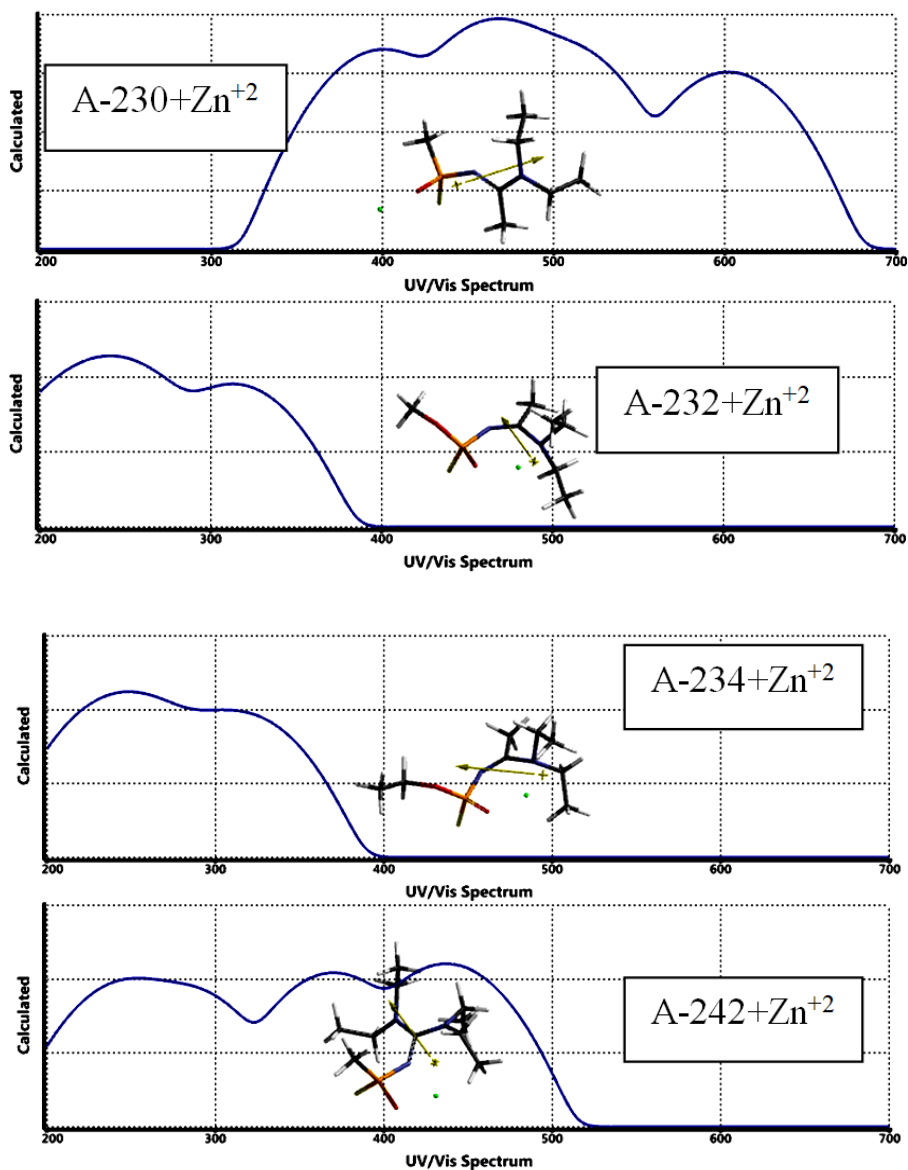 Calculated
A-230+Zn⁺²
200 300 400 500 600 700
UV/Vis Spectrum
Calculated
A-232+Zn⁺²
200 300 400 500 600 700
UV/Vis Spectrum
Calculated
A-234+Zn⁺²
200 300 400 500 600 700
UV/Vis Spectrum
Calculated
A-242+Zn⁺²
200 300 400 500 600 700
UV/Vis Spectrum